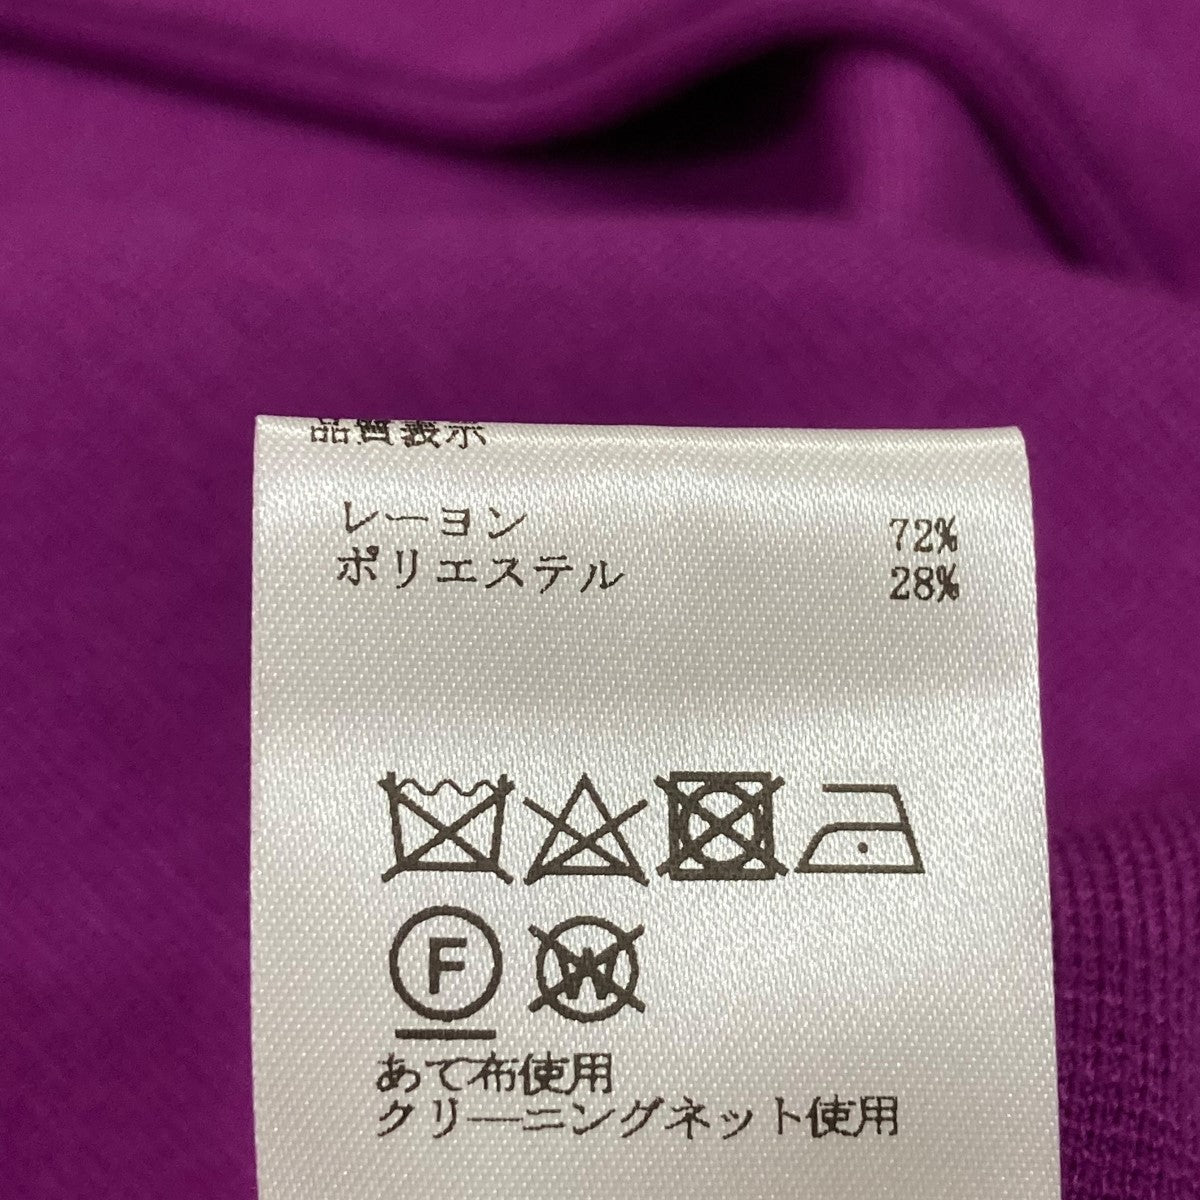 品質表示
レーヨン 72%
ポリエステル 28%
F W
あて布使用
クリーニングネット使用